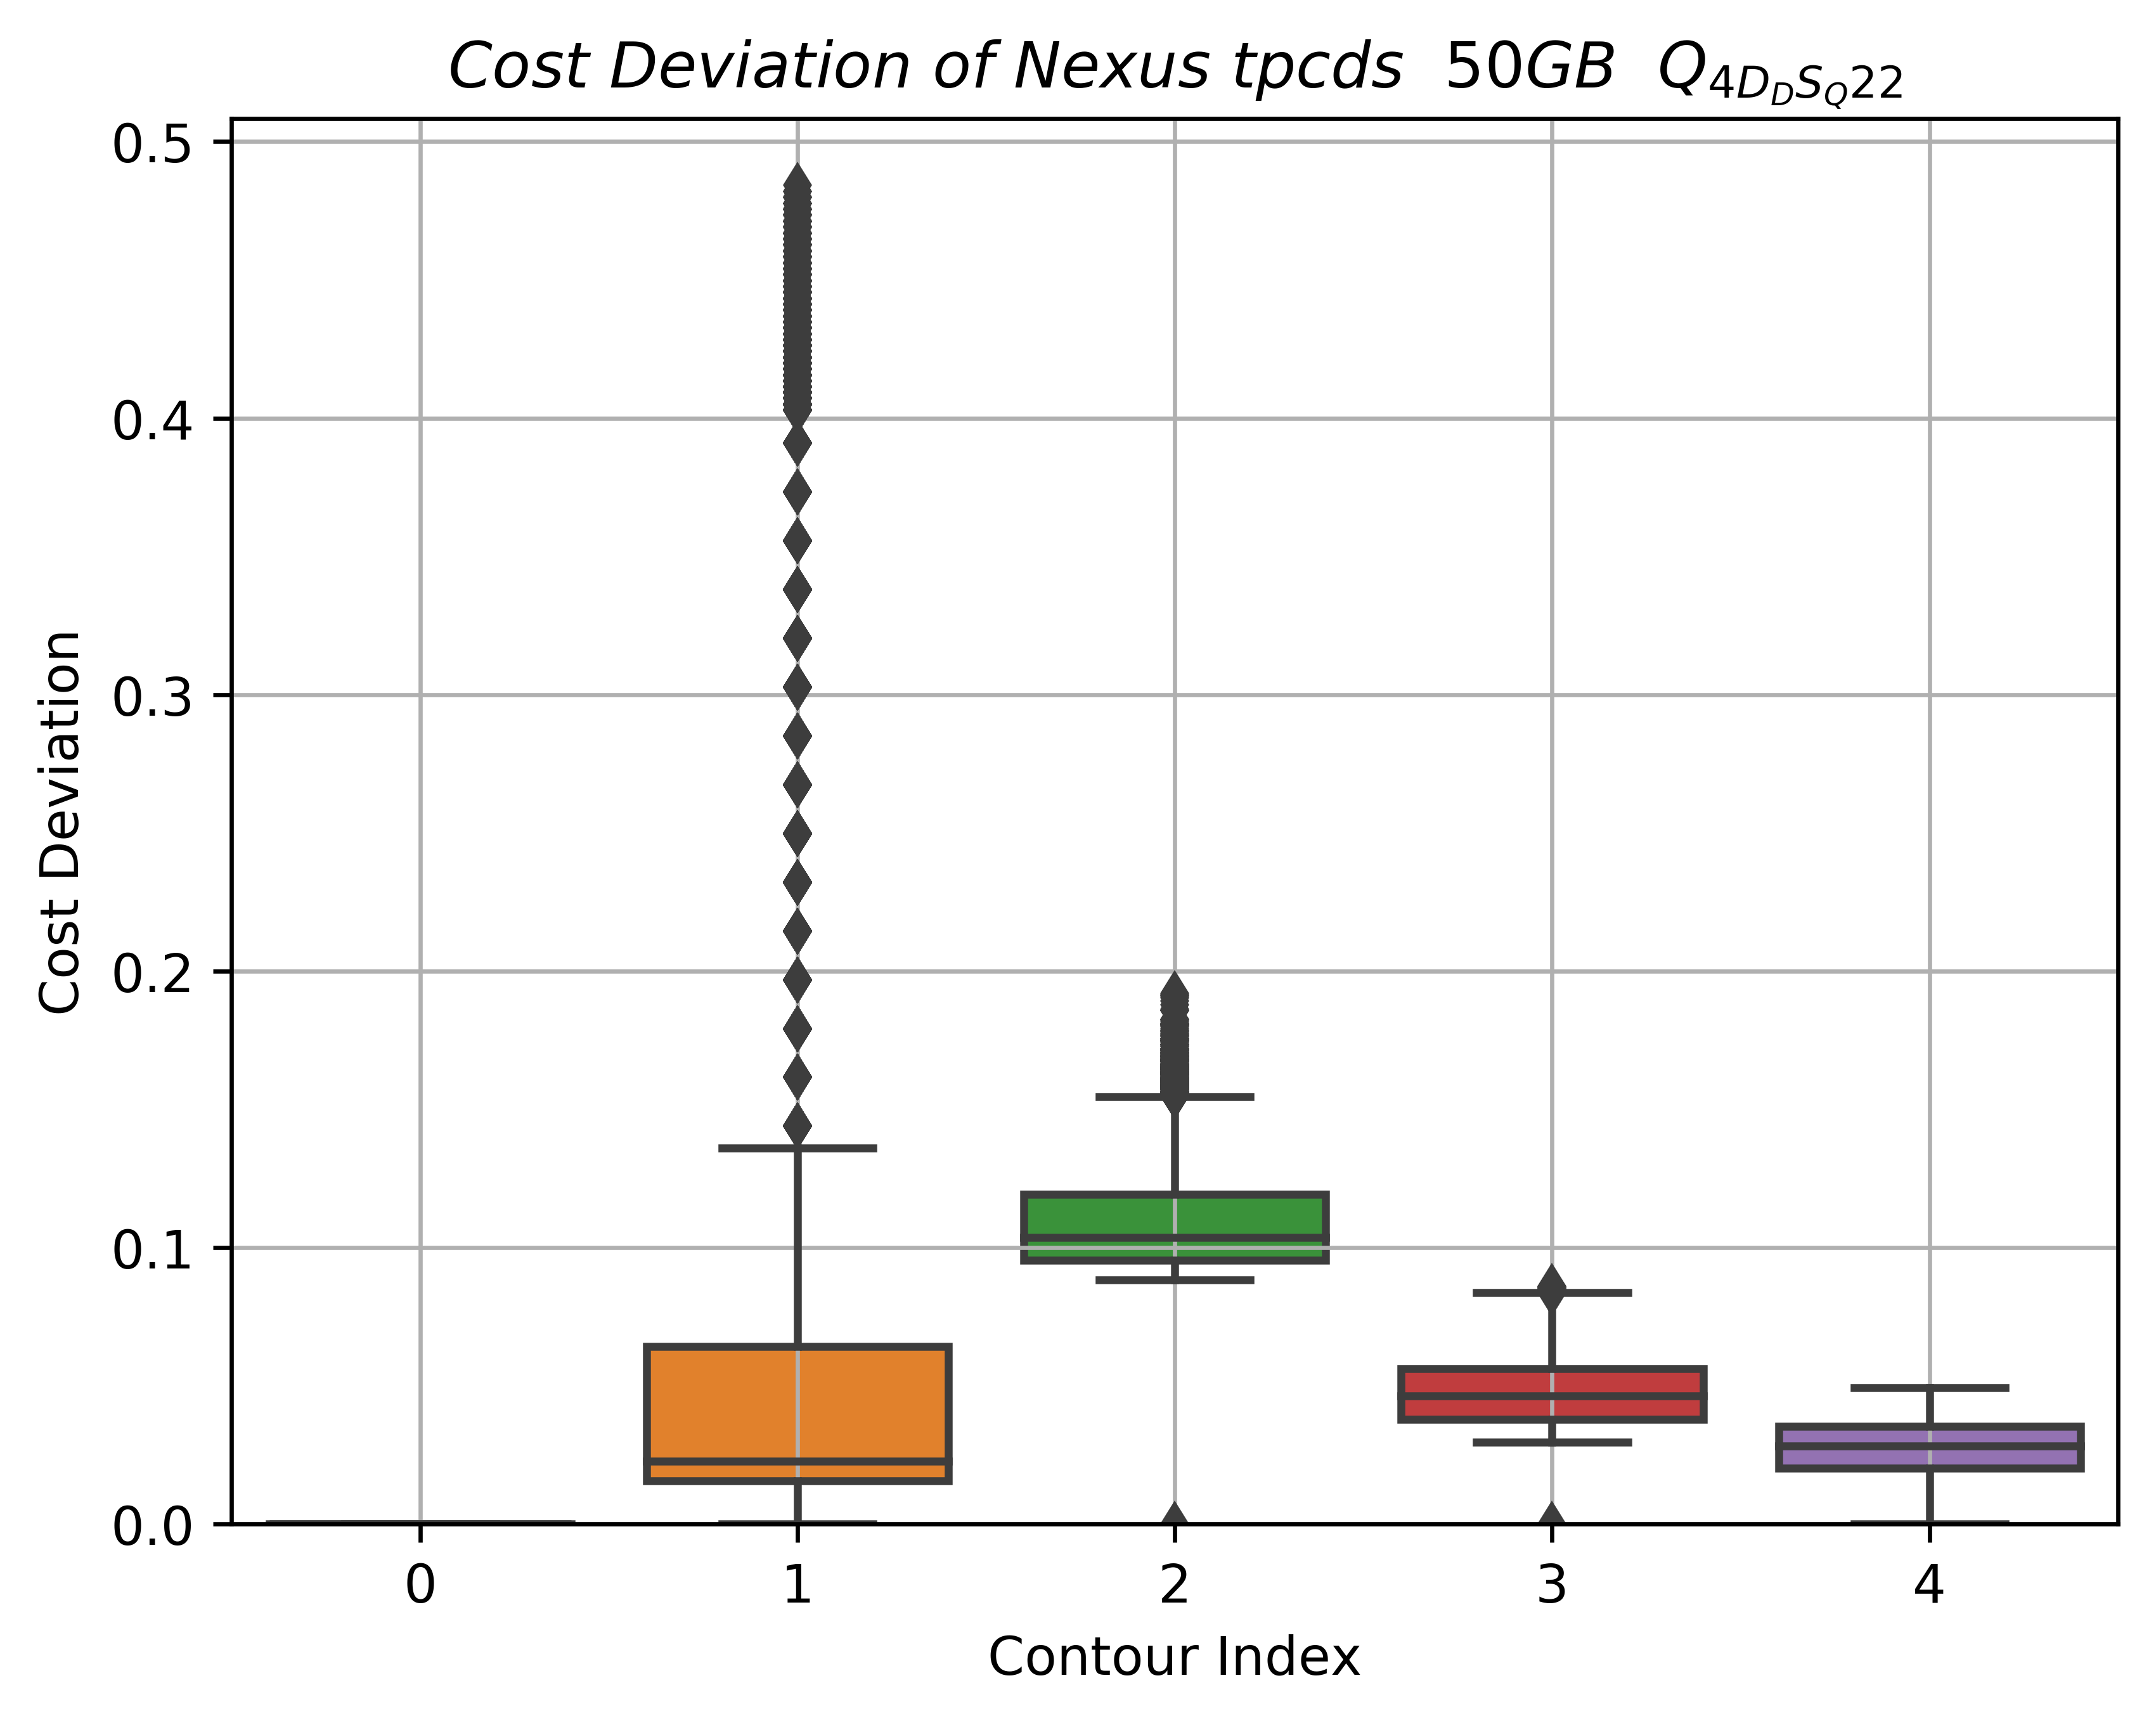 Cost Deviation of Nexus tpcds 50GB Q4DDSQ22
0.5
0.4
0.3
0.2
0.1
0.0
Cost Deviation
0 1 2 3 4
Contour Index